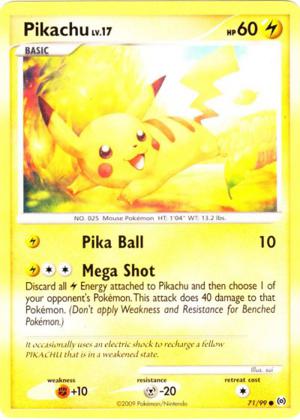 Pikachu LV.17 HP 60
BASIC
NO. 025 Mouse Pokémon HT: 1'04" WT: 13.2 lbs.
Pika Ball 10
Mega Shot
Discard all Energy attached to Pikachu and then choose 1 of
your opponent's Pokémon. This attack does 40 damage to that
Pokémon. (Don't apply Weakness and Resistance for Benched
Pokémon.)
It occasionally uses an electric shock to recharge a fellow
PIKACHU that is in a weakened state.
Illus. sui
weakness resistance retreat cost
+10 -20
©2009 Pokémon/Nintendo 71/99